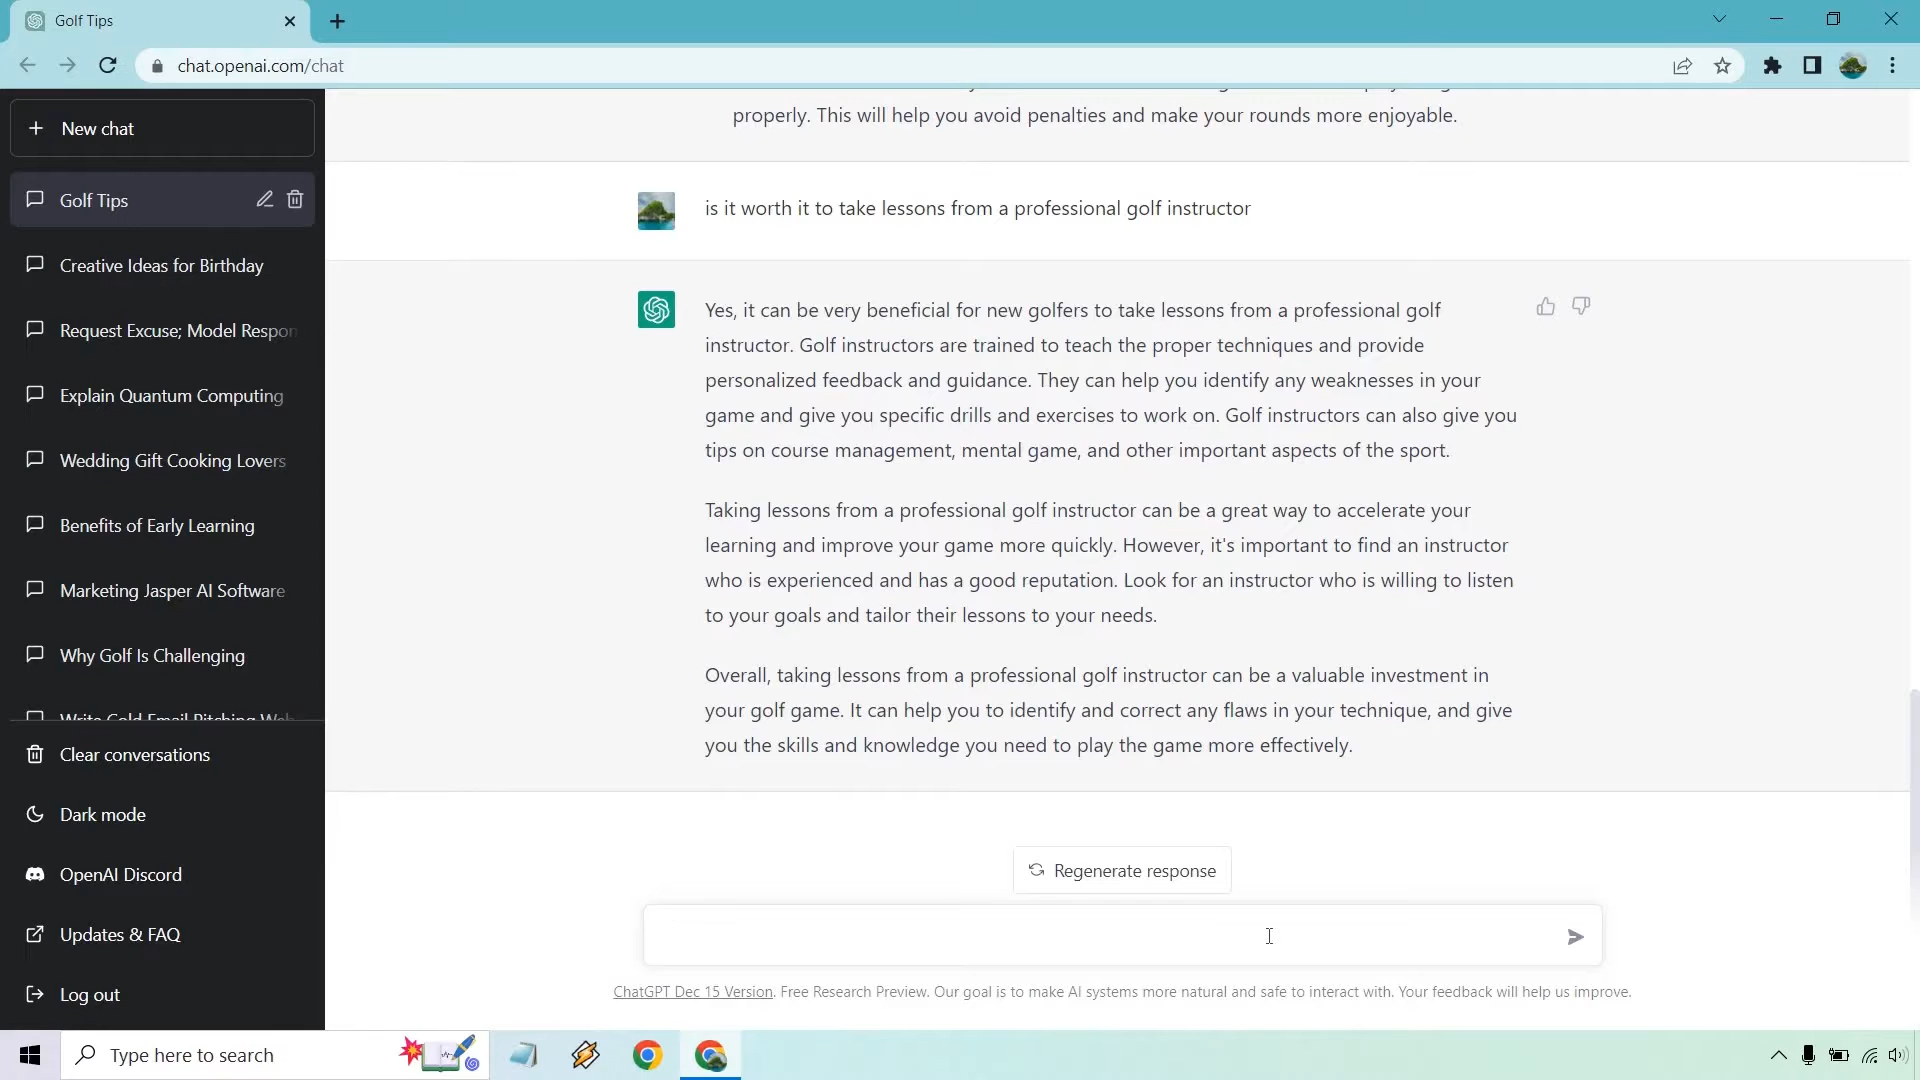 Golf Tips
chat.openai.com/chat
New chat
Golf Tips
Creative Ideas for Birthday
Request Excuse; Model Respon
Explain Quantum Computing
Wedding Gift Cooking Lovers
Benefits of Early Learning
Marketing Jasper AI Software
Why Golf Is Challenging
Clear conversations
Dark mode
OpenAI Discord
Updates & FAQ
Log out
properly. This will help you avoid penalties and make your rounds more enjoyable.
is it worth it to take lessons from a professional golf instructor
Yes, it can be very beneficial for new golfers to take lessons from a professional golf
instructor. Golf instructors are trained to teach the proper techniques and provide
personalized feedback and guidance. They can help you identify any weaknesses in your
game and give you specific drills and exercises to work on. Golf instructors can also give you
tips on course management, mental game, and other important aspects of the sport.
Taking lessons from a professional golf instructor can be a great way to accelerate your
learning and improve your game more quickly. However, it's important to find an instructor
who is experienced and has a good reputation. Look for an instructor who is willing to listen
to your goals and tailor their lessons to your needs.
Overall, taking lessons from a professional golf instructor can be a valuable investment in
your golf game. It can help you to identify and correct any flaws in your technique, and give
you the skills and knowledge you need to play the game more effectively.
Regenerate response
ChatGPT Dec 15 Version. Free Research Preview. Our goal is to make AI systems more natural and safe to interact with. Your feedback will help us improve.
Type here to search